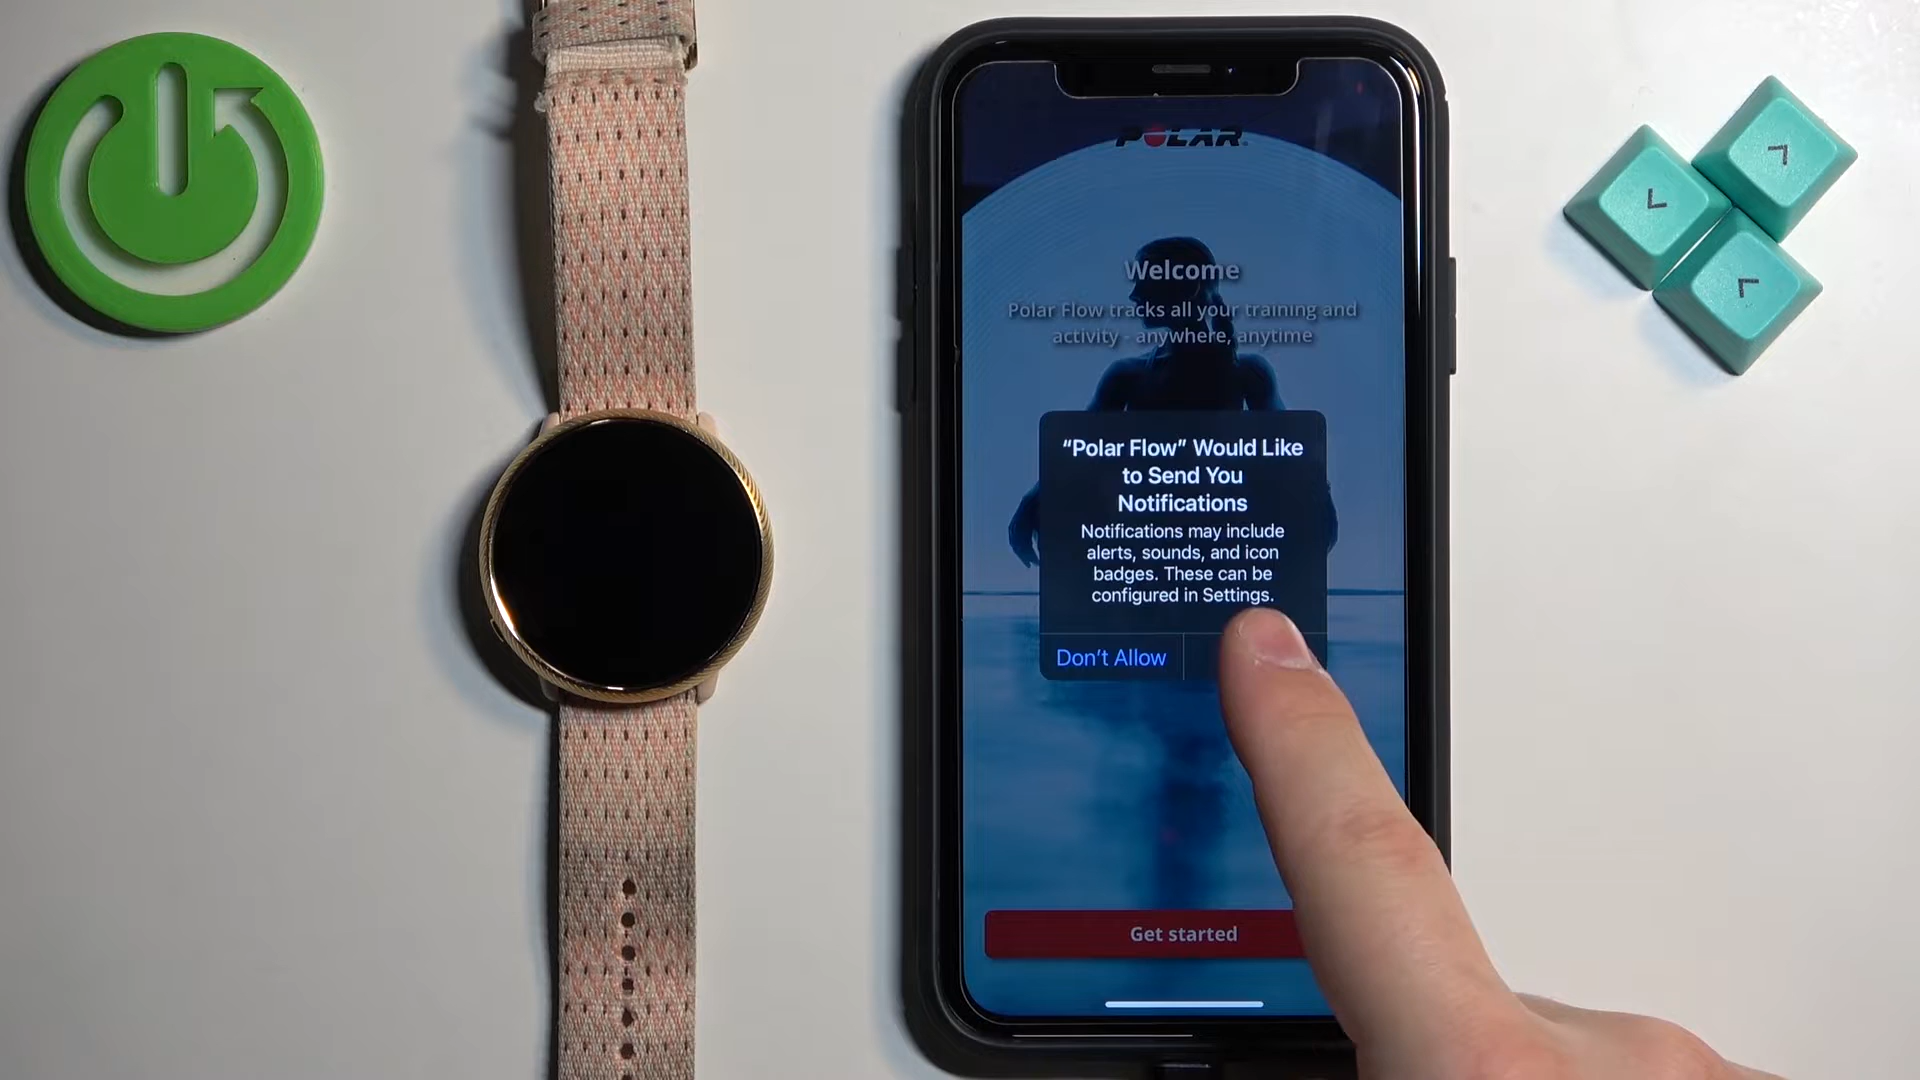 POLAR
Welcome
Polar Flow tracks all your training and
activity - anywhere, anytime
“Polar Flow” Would Like
to Send You
Notifications
Notifications may include
alerts, sounds, and icon
badges. These can be
configured in Settings.
Don’t Allow
Get started